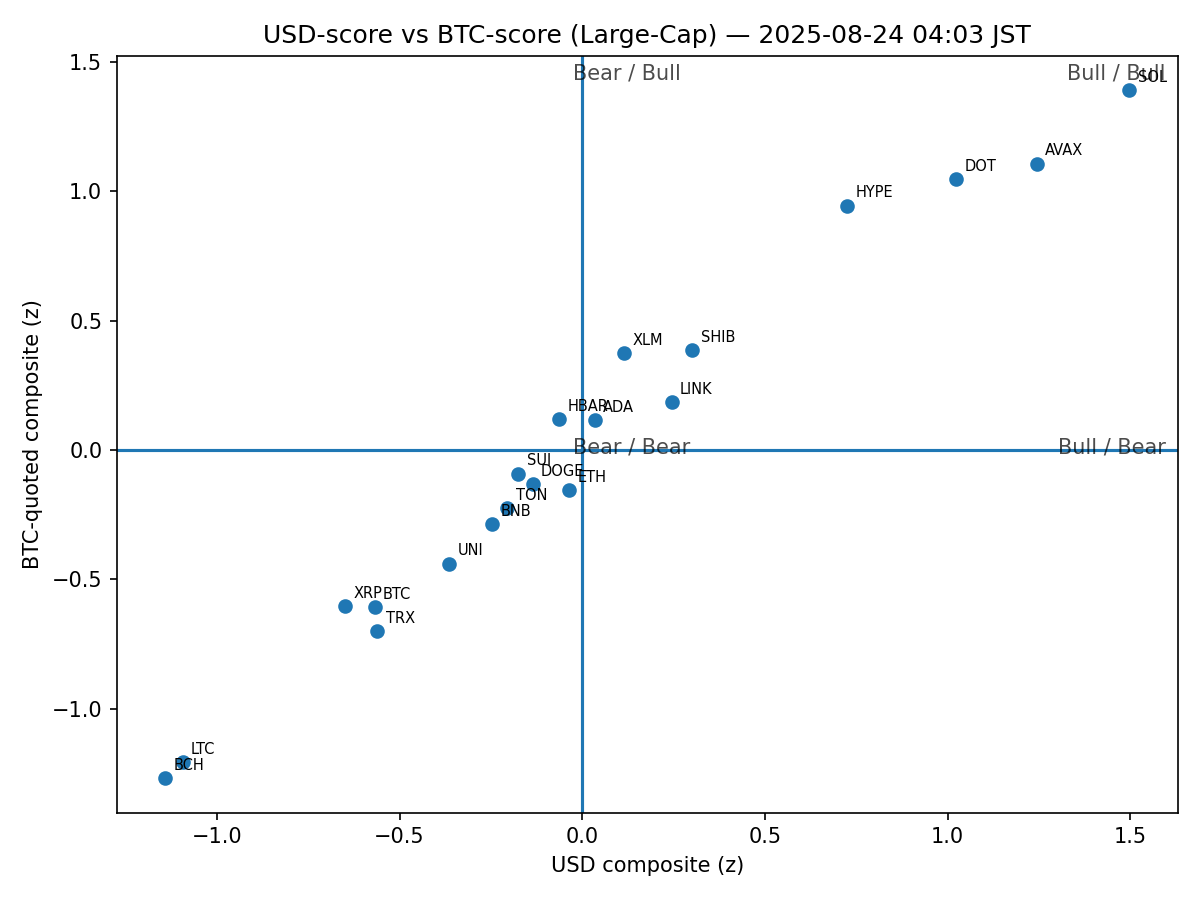 USD-score vs BTC-score (Large-Cap) — 2025-08-24 04:03 JST
Bear / Bull
Bull / Bull
SOL
AVAX
DOT
HYPE
XLM
SHIB
LINK
HBAR
ADA
Bear / Bear
Bull / Bear
SUI
DOGE
ETH
TON
BNB
UNI
XRP
BTC
TRX
LTC
BCH
1.5
1.0
0.5
0.0
−0.5
−1.0
BTC-quoted composite (z)
−1.0
−0.5
0.0
0.5
1.0
1.5
USD composite (z)